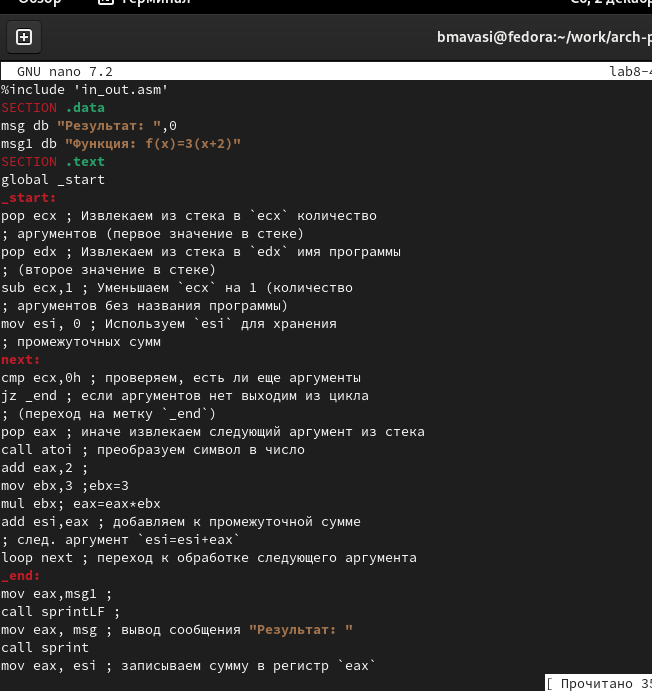 Обзор Терминал Сб, 2 декабр
bmavasi@fedora:~/work/arch-p
GNU nano 7.2 lab8-4
%include 'in_out.asm'
SECTION .data
msg db "Результат: ",0
msg1 db "Функция: f(x)=3(x+2)"
SECTION .text
global _start
_start:
pop ecx ; Извлекаем из стека в `ecx` количество
; аргументов (первое значение в стеке)
pop edx ; Извлекаем из стека в `edx` имя программы
; (второе значение в стеке)
sub ecx,1 ; Уменьшаем `ecx` на 1 (количество
; аргументов без названия программы)
mov esi, 0 ; Используем `esi` для хранения
; промежуточных сумм
next:
cmp ecx,0h ; проверяем, есть ли еще аргументы
jz _end ; если аргументов нет выходим из цикла
; (переход на метку `_end`)
pop eax ; иначе извлекаем следующий аргумент из стека
call atoi ; преобразуем символ в число
add eax,2 ;
mov ebx,3 ;ebx=3
mul ebx; eax=eax*ebx
add esi,eax ; добавляем к промежуточной сумме
; след. аргумент `esi=esi+eax`
loop next ; переход к обработке следующего аргумента
_end:
mov eax,msg1 ;
call sprintLF ;
mov eax, msg ; вывод сообщения "Результат: "
call sprint
mov eax, esi ; записываем сумму в регистр `eax`
[ Прочитано 35